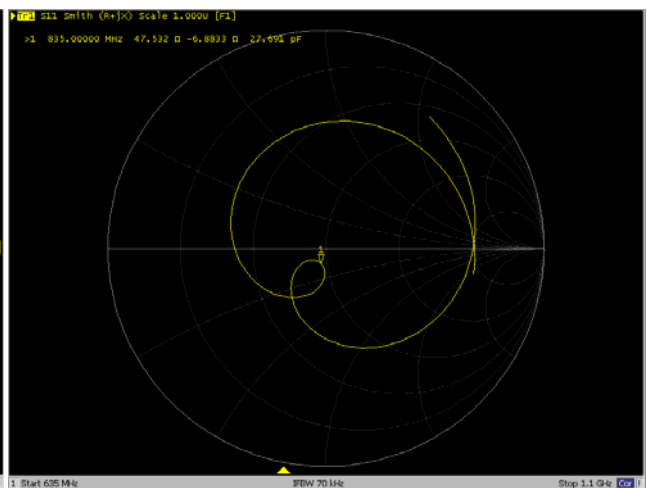 Tr1 S11 Smith (R+jX) Scale 1.000U [F1]
>1 835.00000 MHz 47.532 Ω -6.8833 Ω 27.691 pF
1
1 Start 635 MHz IFBW 70 kHz Stop 1.1 GHz Cor